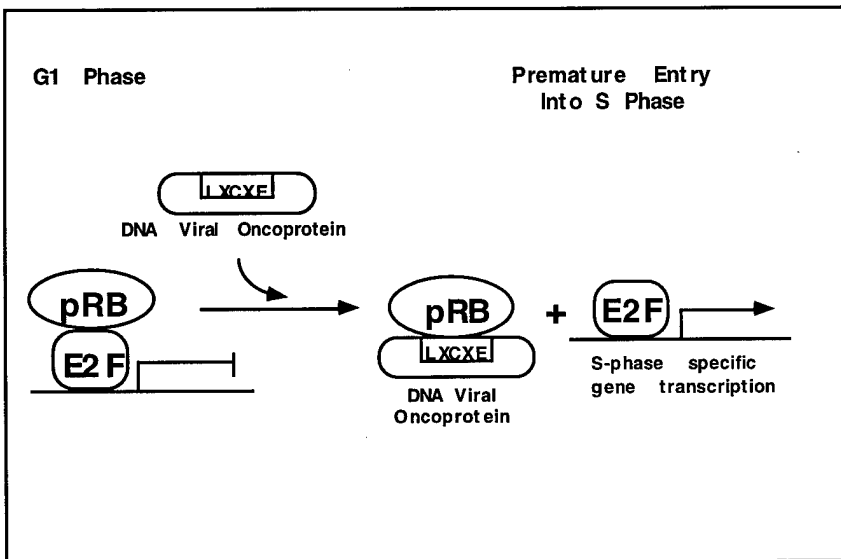 G1 Phase
Premature Entry
Into S Phase
LXCXE
DNA Viral Oncoprotein
pRB
E2F
pRB
LXCXE
DNA Viral
Oncoprotein
+
E2F
S-phase specific
gene transcription